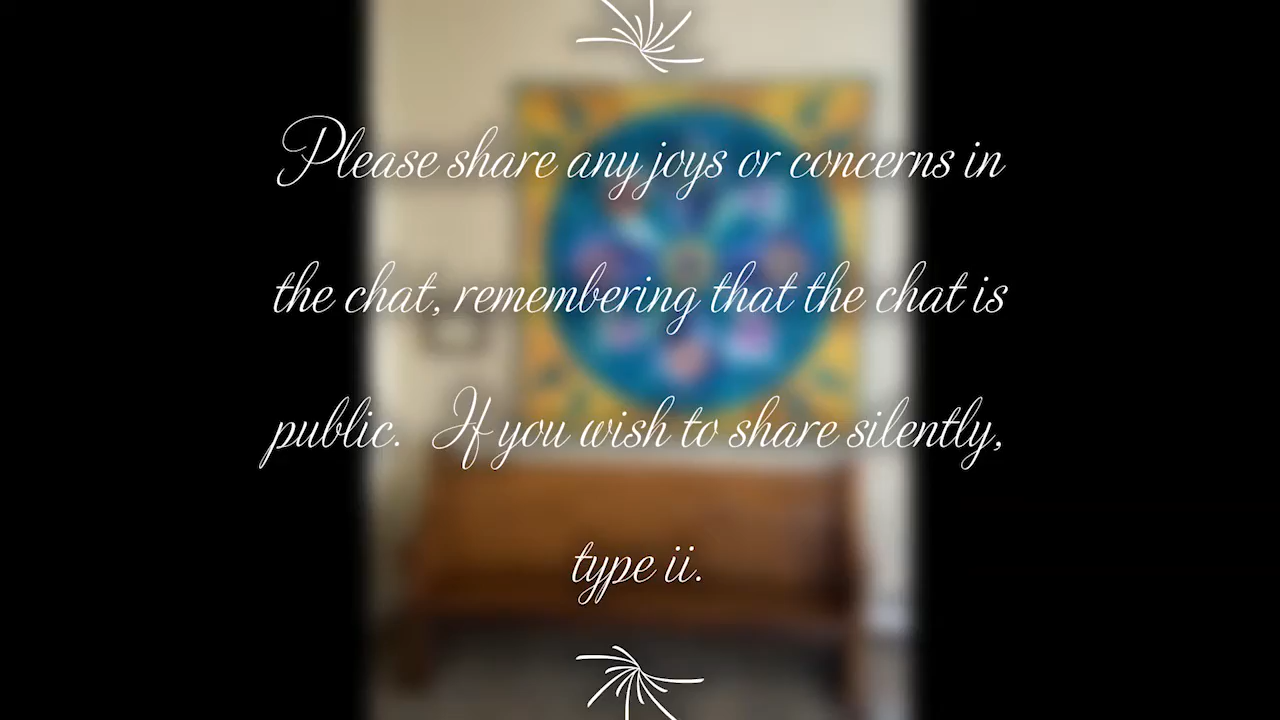 Please share any joys or concerns in
the chat, remembering that the chat is
public. If you wish to share silently,
type ii.